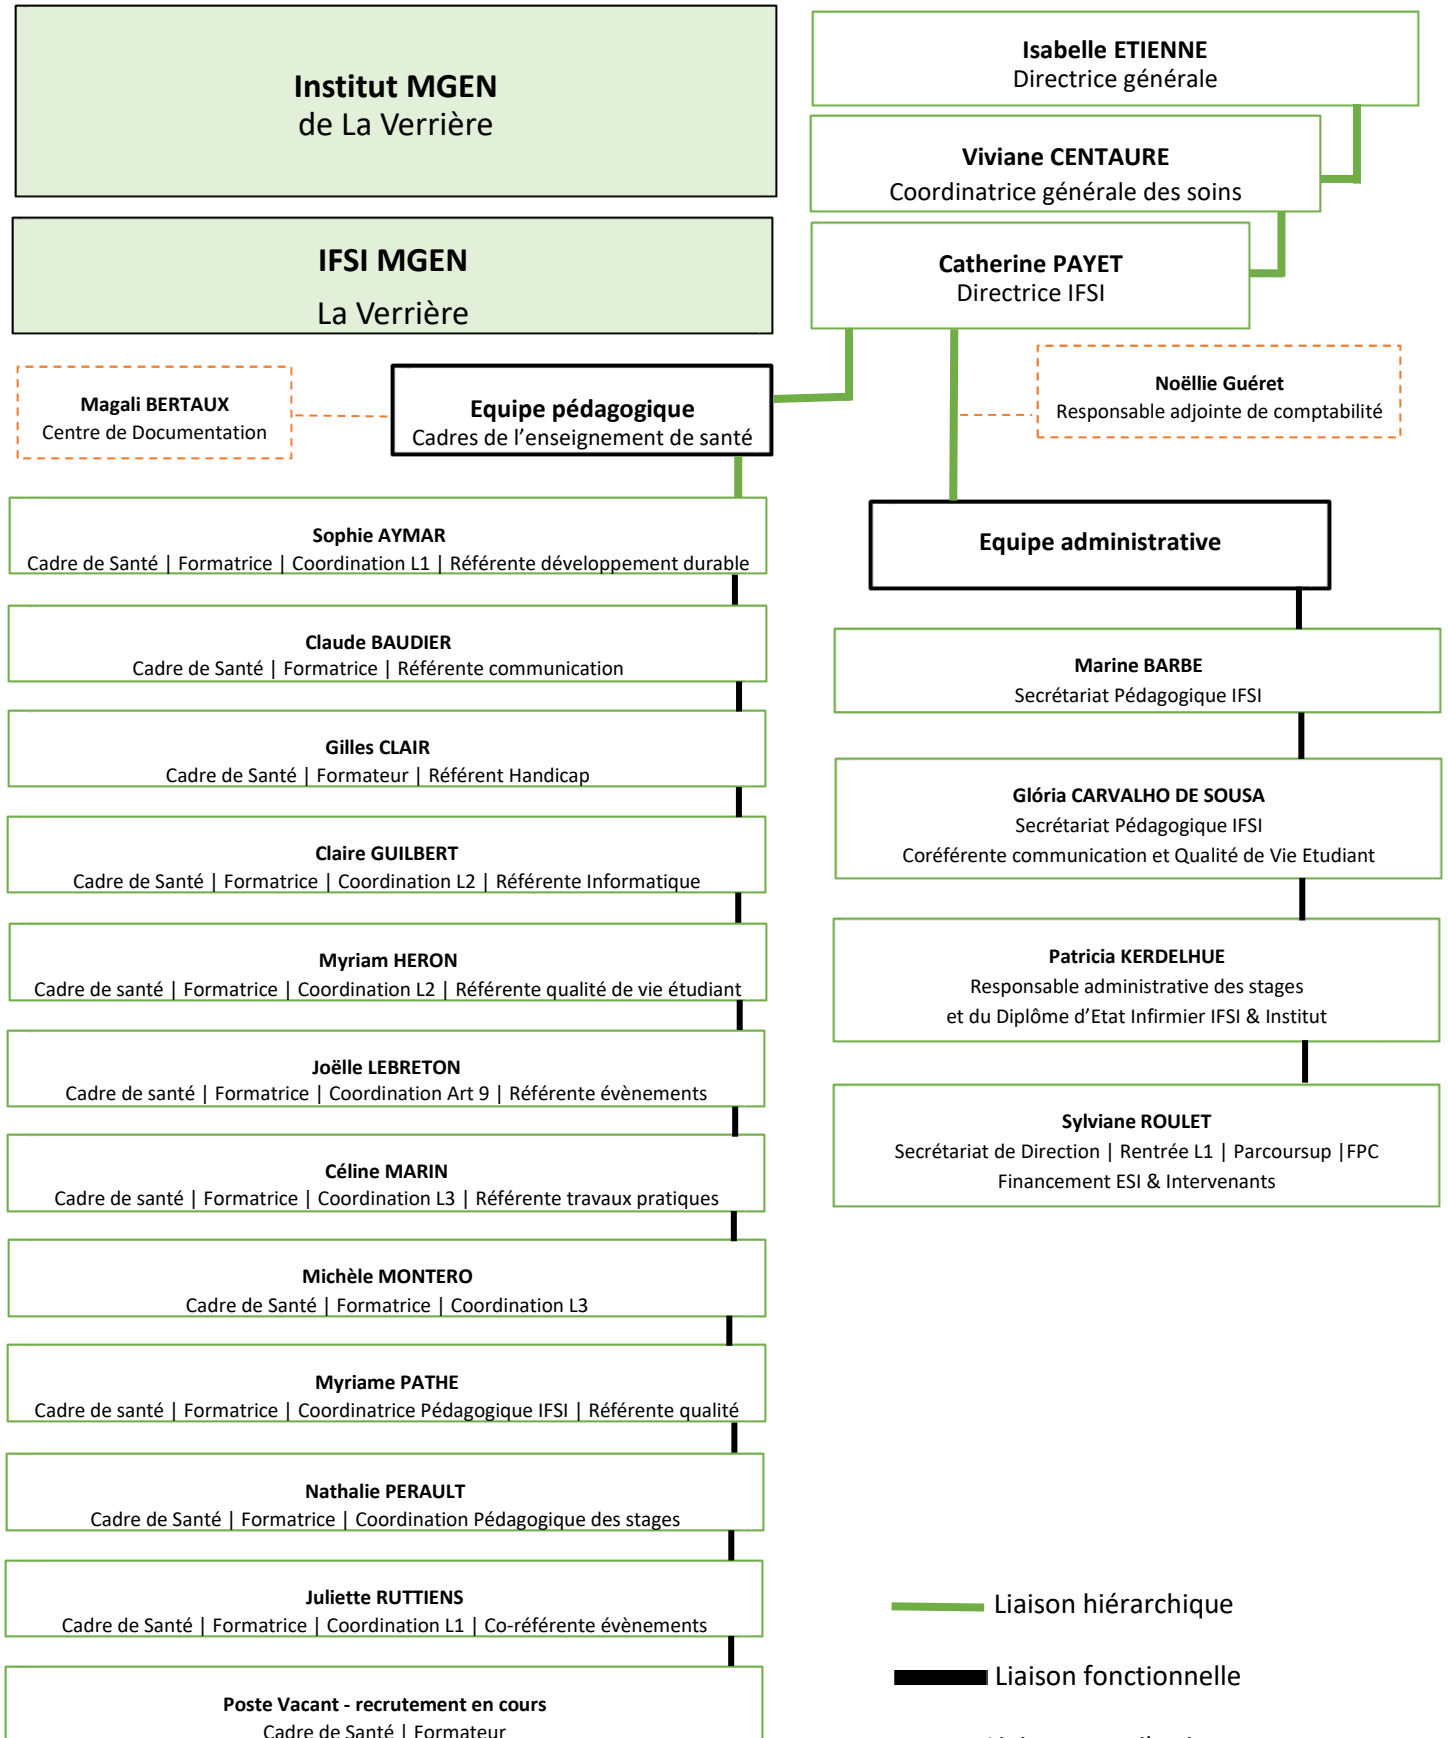 Institut MGEN
de La Verrière
IFSI MGEN
La Verrière
Isabelle ETIENNE
Directrice générale
Viviane CENTAURE
Coordinatrice générale des soins
Catherine PAYET
Directrice IFSI
Magali BERTAUX
Centre de Documentation
Equipe pédagogique
Cadres de l’enseignement de santé
Noëllie Guéret
Responsable adjointe de comptabilité
Sophie AYMAR
Cadre de Santé | Formatrice | Coordination L1 | Référente développement durable
Claude BAUDIER
Cadre de Santé | Formatrice | Référente communication
Gilles CLAIR
Cadre de Santé | Formateur | Référent Handicap
Claire GUILBERT
Cadre de Santé | Formatrice | Coordination L2 | Référente Informatique
Myriam HERON
Cadre de santé | Formatrice | Coordination L2 | Référente qualité de vie étudiant
Joëlle LEBRETON
Cadre de santé | Formatrice | Coordination Art 9 | Référente évènements
Céline MARIN
Cadre de santé | Formatrice | Coordination L3 | Référente travaux pratiques
Michèle MONTERO
Cadre de Santé | Formatrice | Coordination L3
Myriame PATHE
Cadre de santé | Formatrice | Coordinatrice Pédagogique IFSI | Référente qualité
Nathalie PERAULT
Cadre de Santé | Formatrice | Coordination Pédagogique des stages
Juliette RUTTIENS
Cadre de Santé | Formatrice | Coordination L1 | Co-référente évènements
Poste Vacant - recrutement en cours
Cadre de Santé | Formateur
Equipe administrative
Marine BARBE
Secrétariat Pédagogique IFSI
Glória CARVALHO DE SOUSA
Secrétariat Pédagogique IFSI
Coréférente communication et Qualité de Vie Etudiant
Patricia KERDELHUE
Responsable administrative des stages
et du Diplôme d’Etat Infirmier IFSI & Institut
Sylviane ROULET
Secrétariat de Direction | Rentrée L1 | Parcoursup |FPC
Financement ESI & Intervenants
Liaison hiérarchique
Liaison fonctionnelle